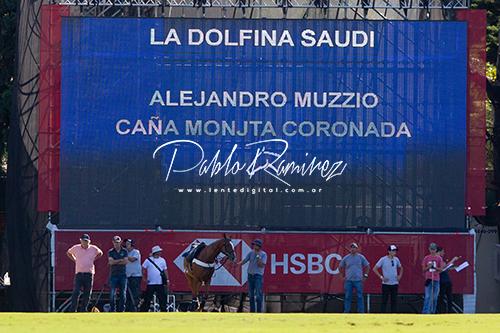 LA DOLFINA SAUDI
ALEJANDRO MUZZIO
CAÑA MONJTA CORONADA
Pablo Ramirez
www.lentedigital.com.ar
HSBC